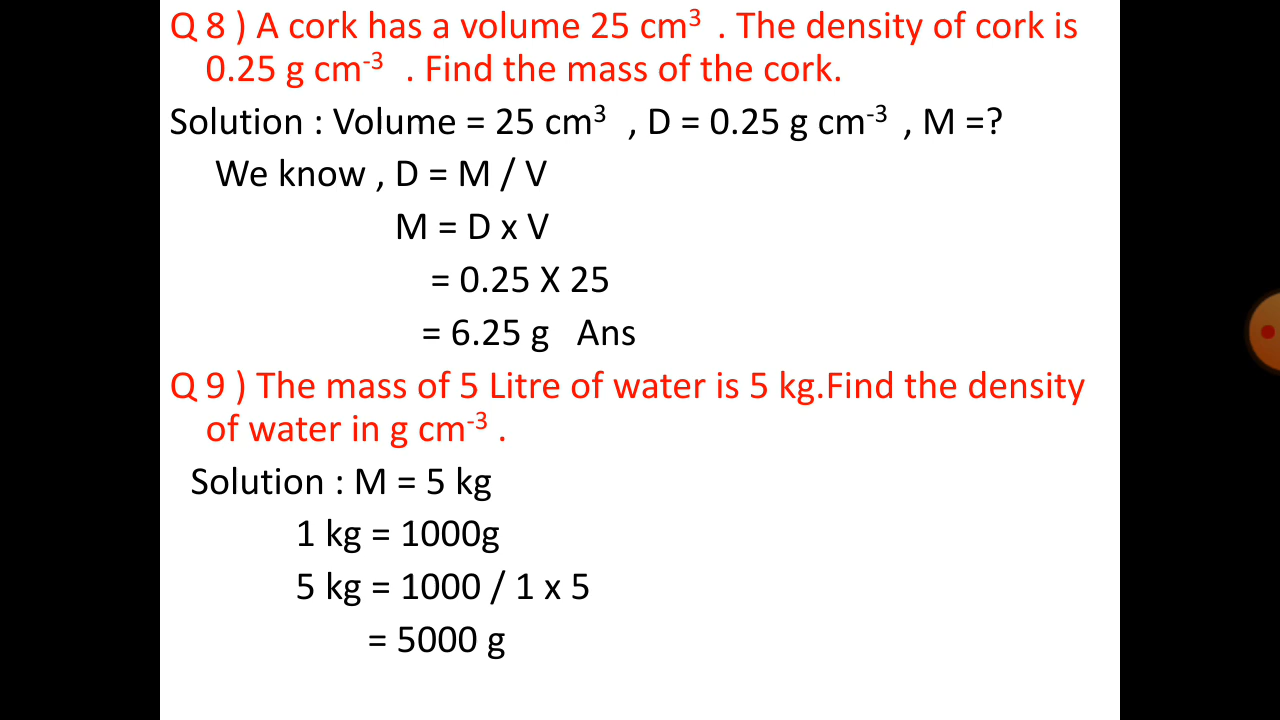 Q 8 ) A cork has a volume 25 cm³ . The density of cork is
0.25 g cm⁻³ . Find the mass of the cork.
Solution : Volume = 25 cm³ , D = 0.25 g cm⁻³ , M =?
We know , D = M / V
M = D x V
= 0.25 X 25
= 6.25 g Ans
Q 9 ) The mass of 5 Litre of water is 5 kg.Find the density
of water in g cm⁻³ .
Solution : M = 5 kg
1 kg = 1000g
5 kg = 1000 / 1 x 5
= 5000 g